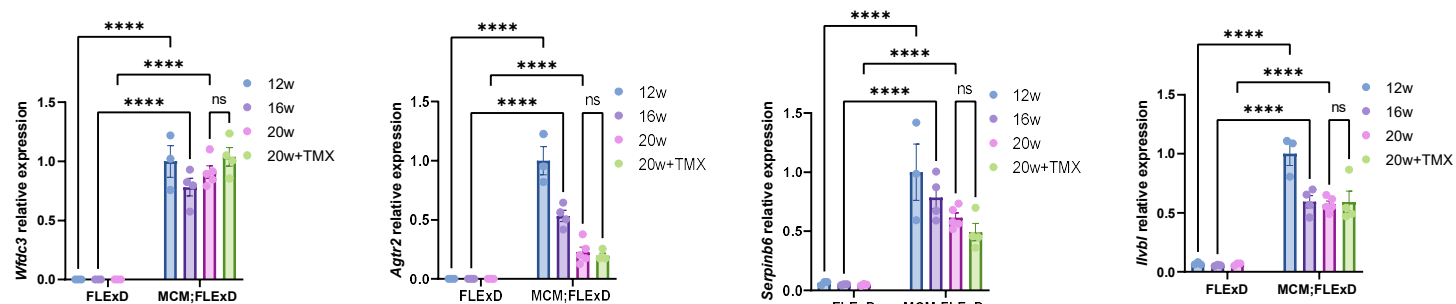 ****
****
****
ns
12w
16w
20w
20w+TMX
Wfdc3 relative expression
1.5
1.0
0.5
0.0
FLExD MCM;FLExD
****
****
****
ns
12w
16w
20w
20w+TMX
Agtr2 relative expression
1.5
1.0
0.5
0.0
FLExD MCM;FLExD
****
****
****
ns
12w
16w
20w
20w+TMX
Serpinb6 relative expression
1.5
1.0
0.5
0.0
****
****
****
ns
12w
16w
20w
20w+TMX
Ilvbl relative expression
1.5
1.0
0.5
0.0
FLExD MCM;FLExD